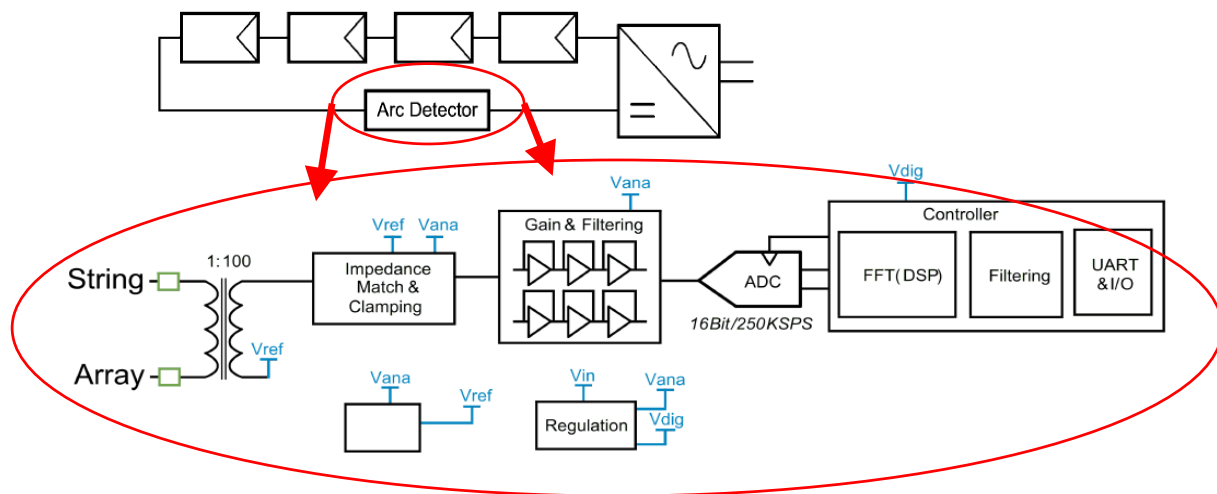 Arc Detector
Vdig
Vana
Controller
Vref
Vana
Gain & Filtering
1:100
String
Impedance
Match &
Clamping
ADC
FFT(DSP)
Filtering
UART
&I/O
16Bit/250KSPS
Vref
Array
Vana
Vref
Vin
Vana
Regulation
Vdig